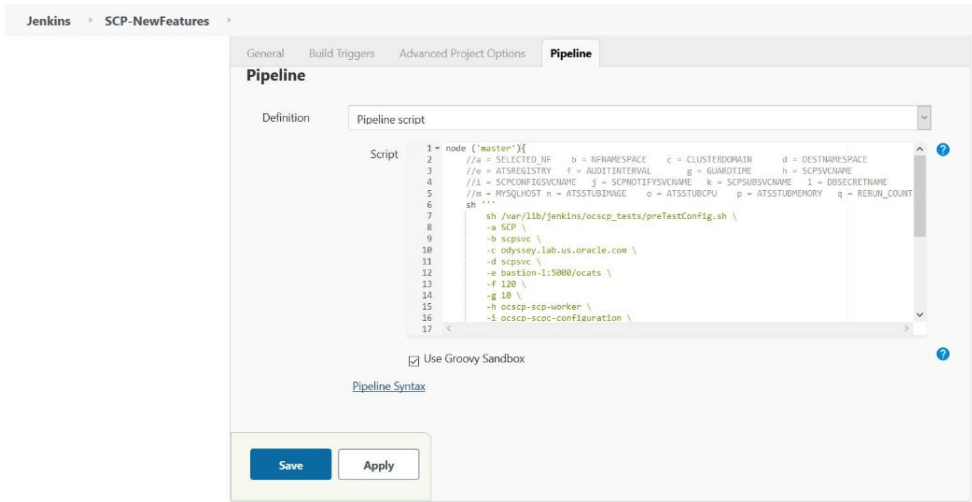 Jenkins SCP-NewFeatures
General Build Triggers Advanced Project Options Pipeline
Pipeline
Definition
Pipeline script
Script
1 node ('master'){
2 //a = SELECTED_NF b = NFNAMESPACE c = CLUSTERDOMAIN d = DESTNAMESPACE
3 //e = ATSREGISTRY f = AUDITINTERVAL g = GUARDTIME h = SCPSVCNAME
4 //i = SCPCONFIGSVCNAME j = SCPNOTIFYSVCNAME k = SCPSUBSVCNAME l = DBSECRETNAME
5 //m = MYSQLHOST n = ATSSTUBIMAGE o = ATSSTUBCPU p = ATSSTUBMEMORY q = RERUN_COUNT
6 sh '''
7 sh /var/lib/jenkins/ocscp_tests/preTestConfig.sh \
8 -a SCP \
9 -b scpsvc \
10 -c odyssey.lab.us.oracle.com \
11 -d scpsvc \
12 -e bastion-1:5000/ocats \
13 -f 120 \
14 -g 10 \
15 -h ocscp-scp-worker \
16 -i ocscp-scpc-configuration \
17
Use Groovy Sandbox
Pipeline Syntax
Save Apply